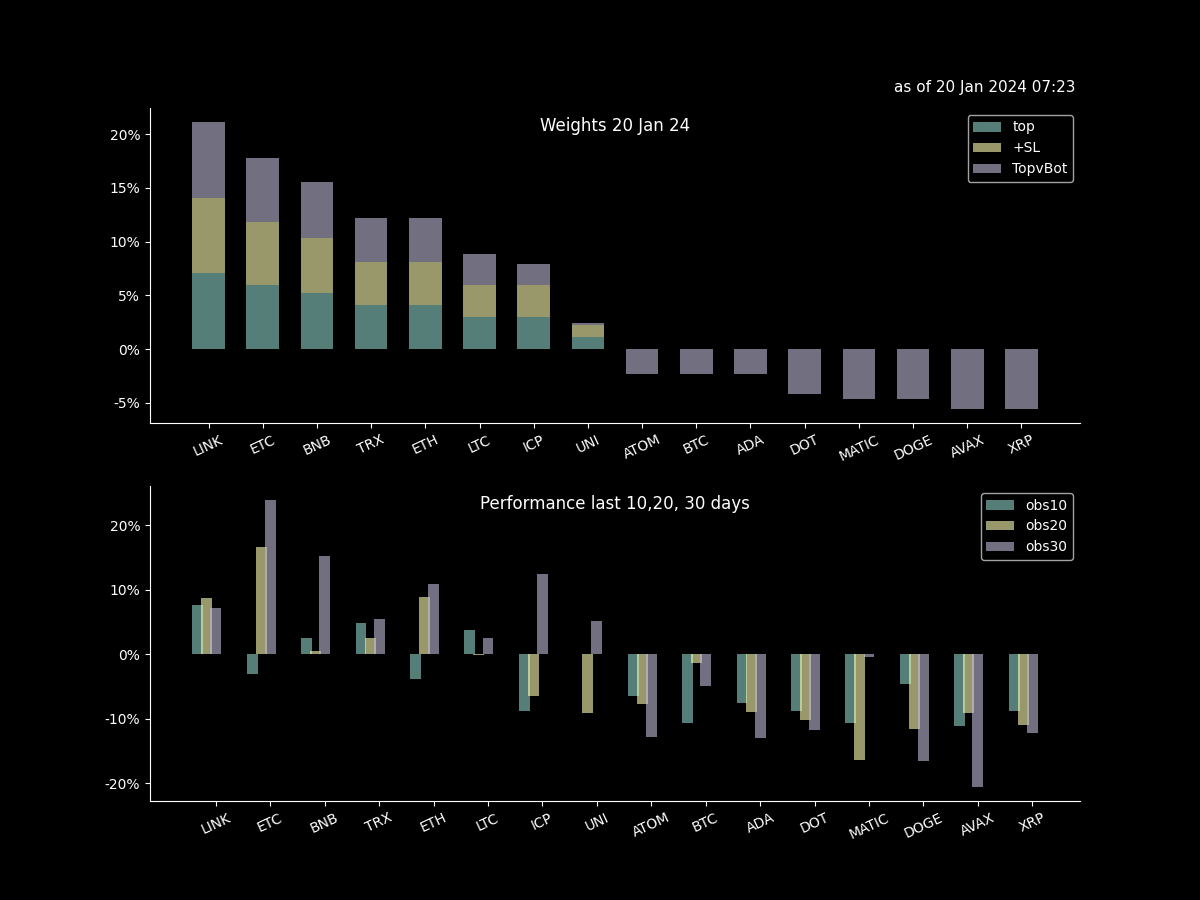 as of 20 Jan 2024 07:23
Weights 20 Jan 24
top
+SL
TopvBot
20%
15%
10%
5%
0%
-5%
LINK ETC BNB TRX ETH LTC ICP UNI ATOM BTC ADA DOT MATIC DOGE AVAX XRP
Performance last 10,20, 30 days
obs10
obs20
obs30
20%
10%
0%
-10%
-20%
LINK ETC BNB TRX ETH LTC ICP UNI ATOM BTC ADA DOT MATIC DOGE AVAX XRP